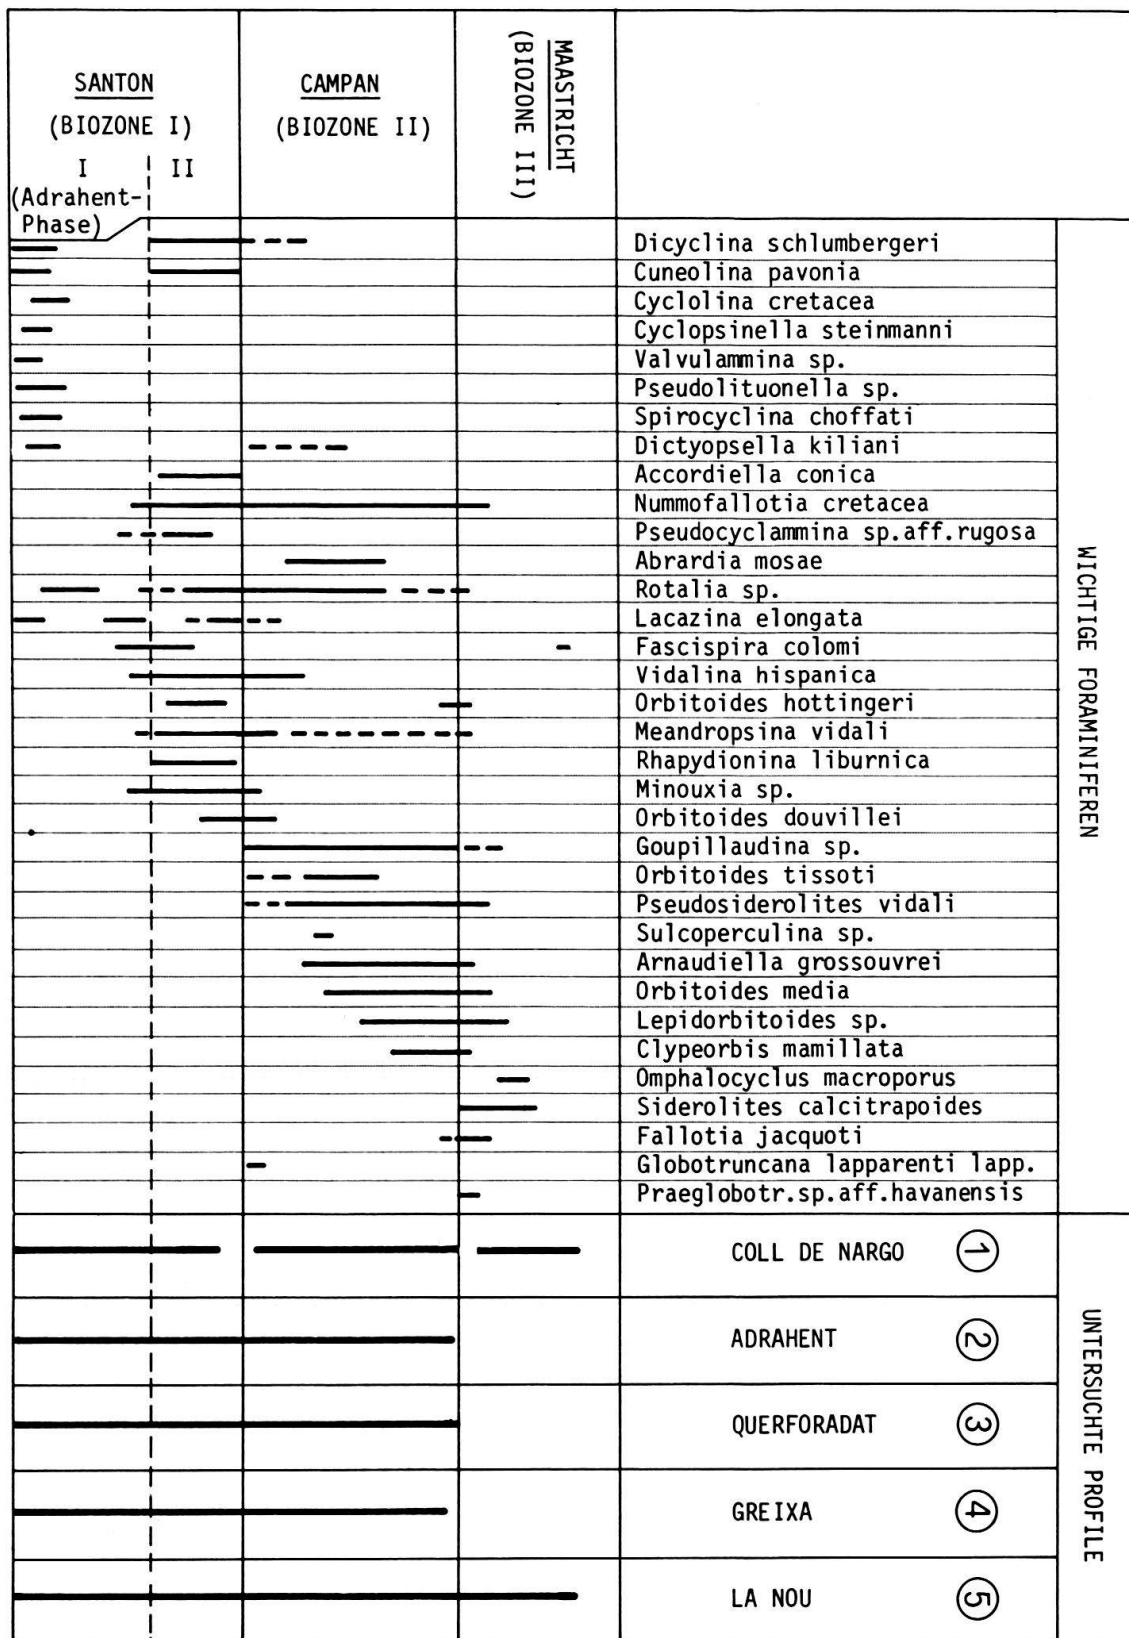 SANTON
(BIOZONE I)
I II
(Adrahent-
Phase)
CAMPAN
(BIOZONE II)
MAASTRICHT
(BIOZONE III)
Dicyclina schlumbergeri
Cuneolina pavonia
Cyclolina cretacea
Cyclopsinella steinmanni
Valvulammina sp.
Pseudolituonella sp.
Spirocyclina choffati
Dictyopsella kiliani
Accordiella conica
Nummofallotia cretacea
Pseudocyclammina sp.aff.rugosa
Abrardia mosae
Rotalia sp.
Lacazina elongata
Fascispira colomi
Vidalina hispanica
Orbitoides hottingeri
Meandropsina vidali
Rhapydionina liburnica
Minouxia sp.
Orbitoides douvillei
Goupillaudina sp.
Orbitoides tissoti
Pseudosiderolites vidali
Sulcoperculina sp.
Arnaudiella grossouvrei
Orbitoides media
Lepidorbitoides sp.
Clypeorbis mamillata
Omphalocyclus macroporus
Siderolites calcitrapoides
Fallotia jacquoti
Globotruncana lapparenti lapp.
Praeglobotr.sp.aff.havanensis
WICHTIGE FORAMINIFEREN
COLL DE NARGO 1
ADRAHENT 2
QUERFORADAT 3
GREIXA 4
LA NOU 5
UNTERSUCHTE PROFILE